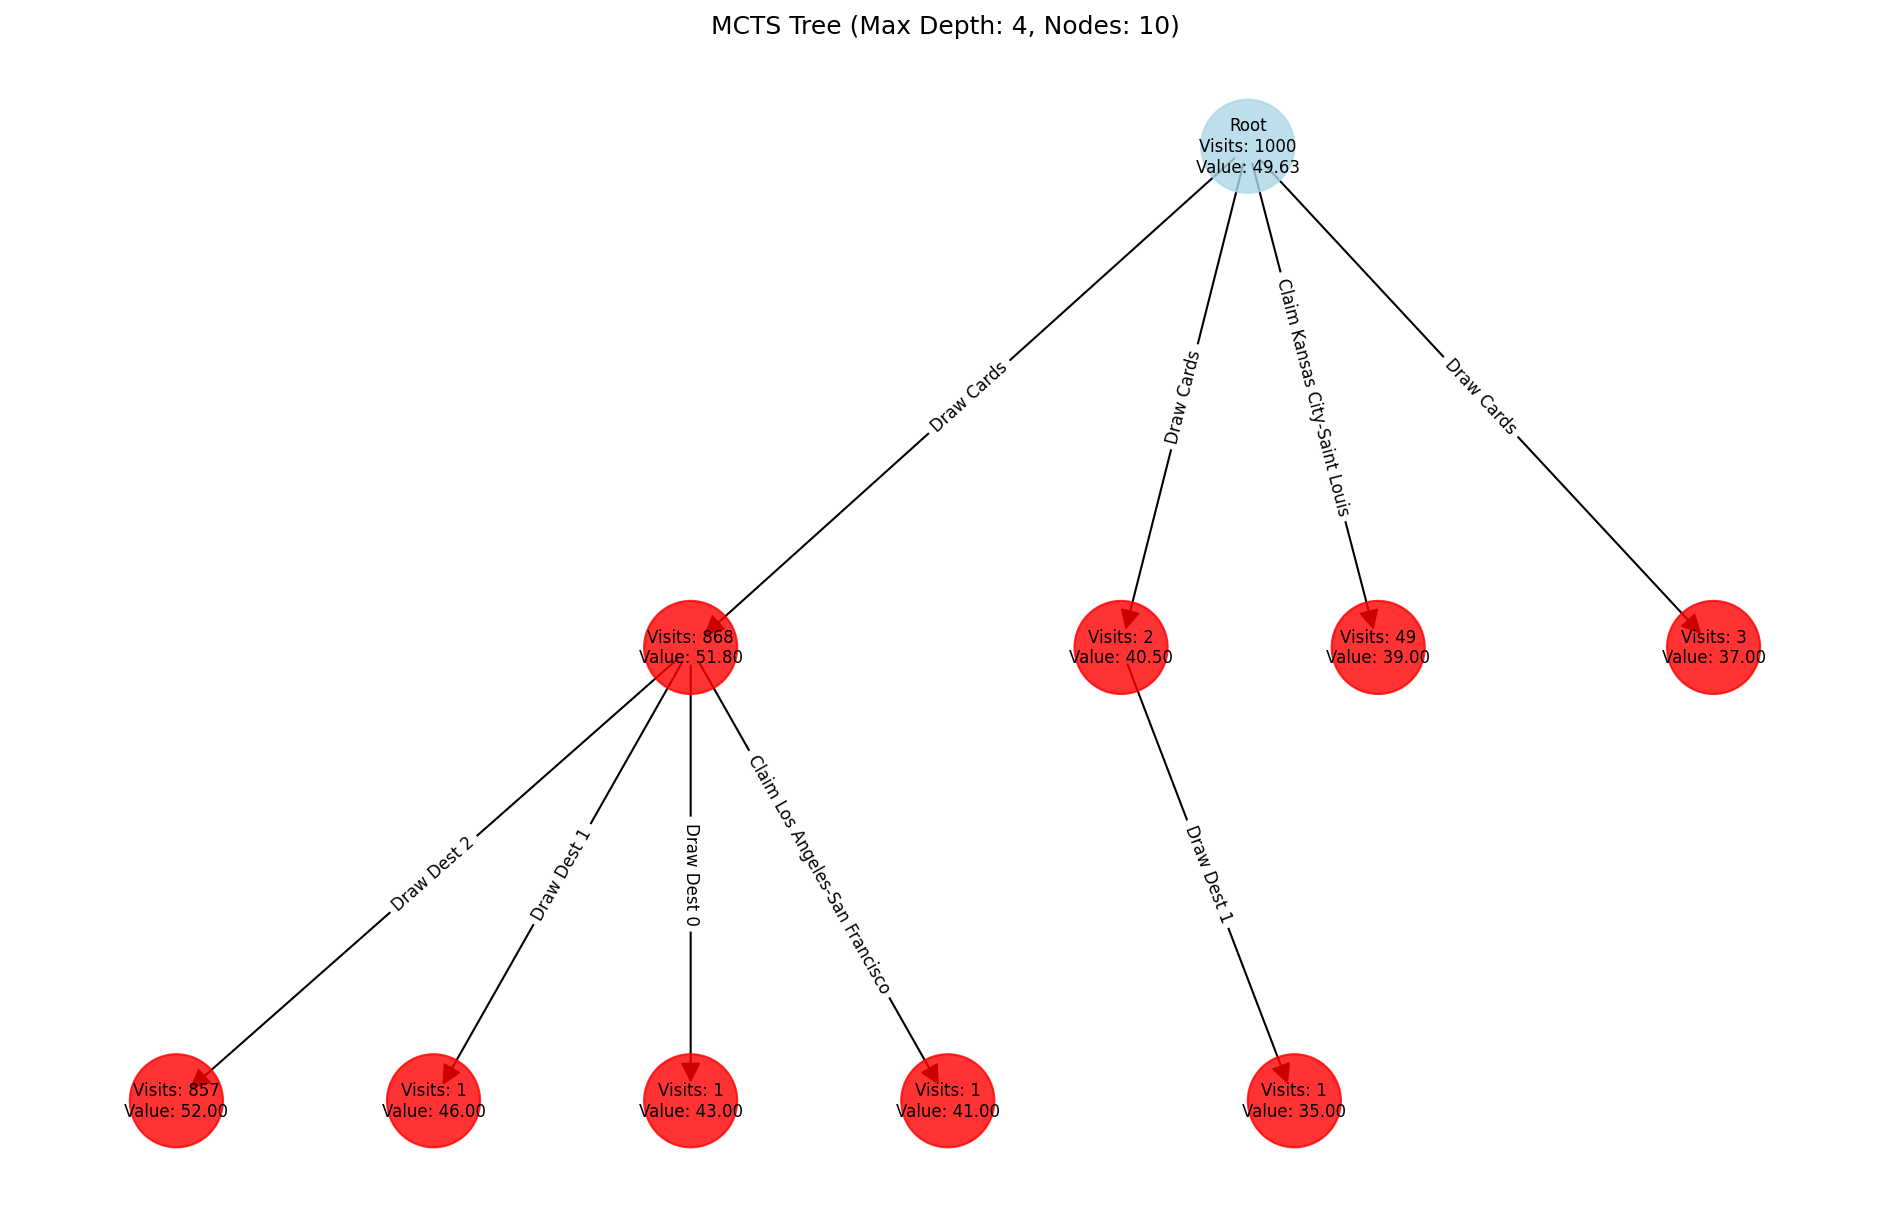 MCTS Tree (Max Depth: 4, Nodes: 10)
Root
Visits: 1000
Value: 49.63
Draw Cards
Draw Cards
Claim Kansas City-Saint Louis
Draw Cards
Visits: 868
Value: 51.80
Visits: 2
Value: 40.50
Visits: 49
Value: 39.00
Visits: 3
Value: 37.00
Draw Dest 2
Draw Dest 1
Draw Dest 0
Claim Los Angeles-San Francisco
Draw Dest 1
Visits: 857
Value: 52.00
Visits: 1
Value: 46.00
Visits: 1
Value: 43.00
Visits: 1
Value: 41.00
Visits: 1
Value: 35.00